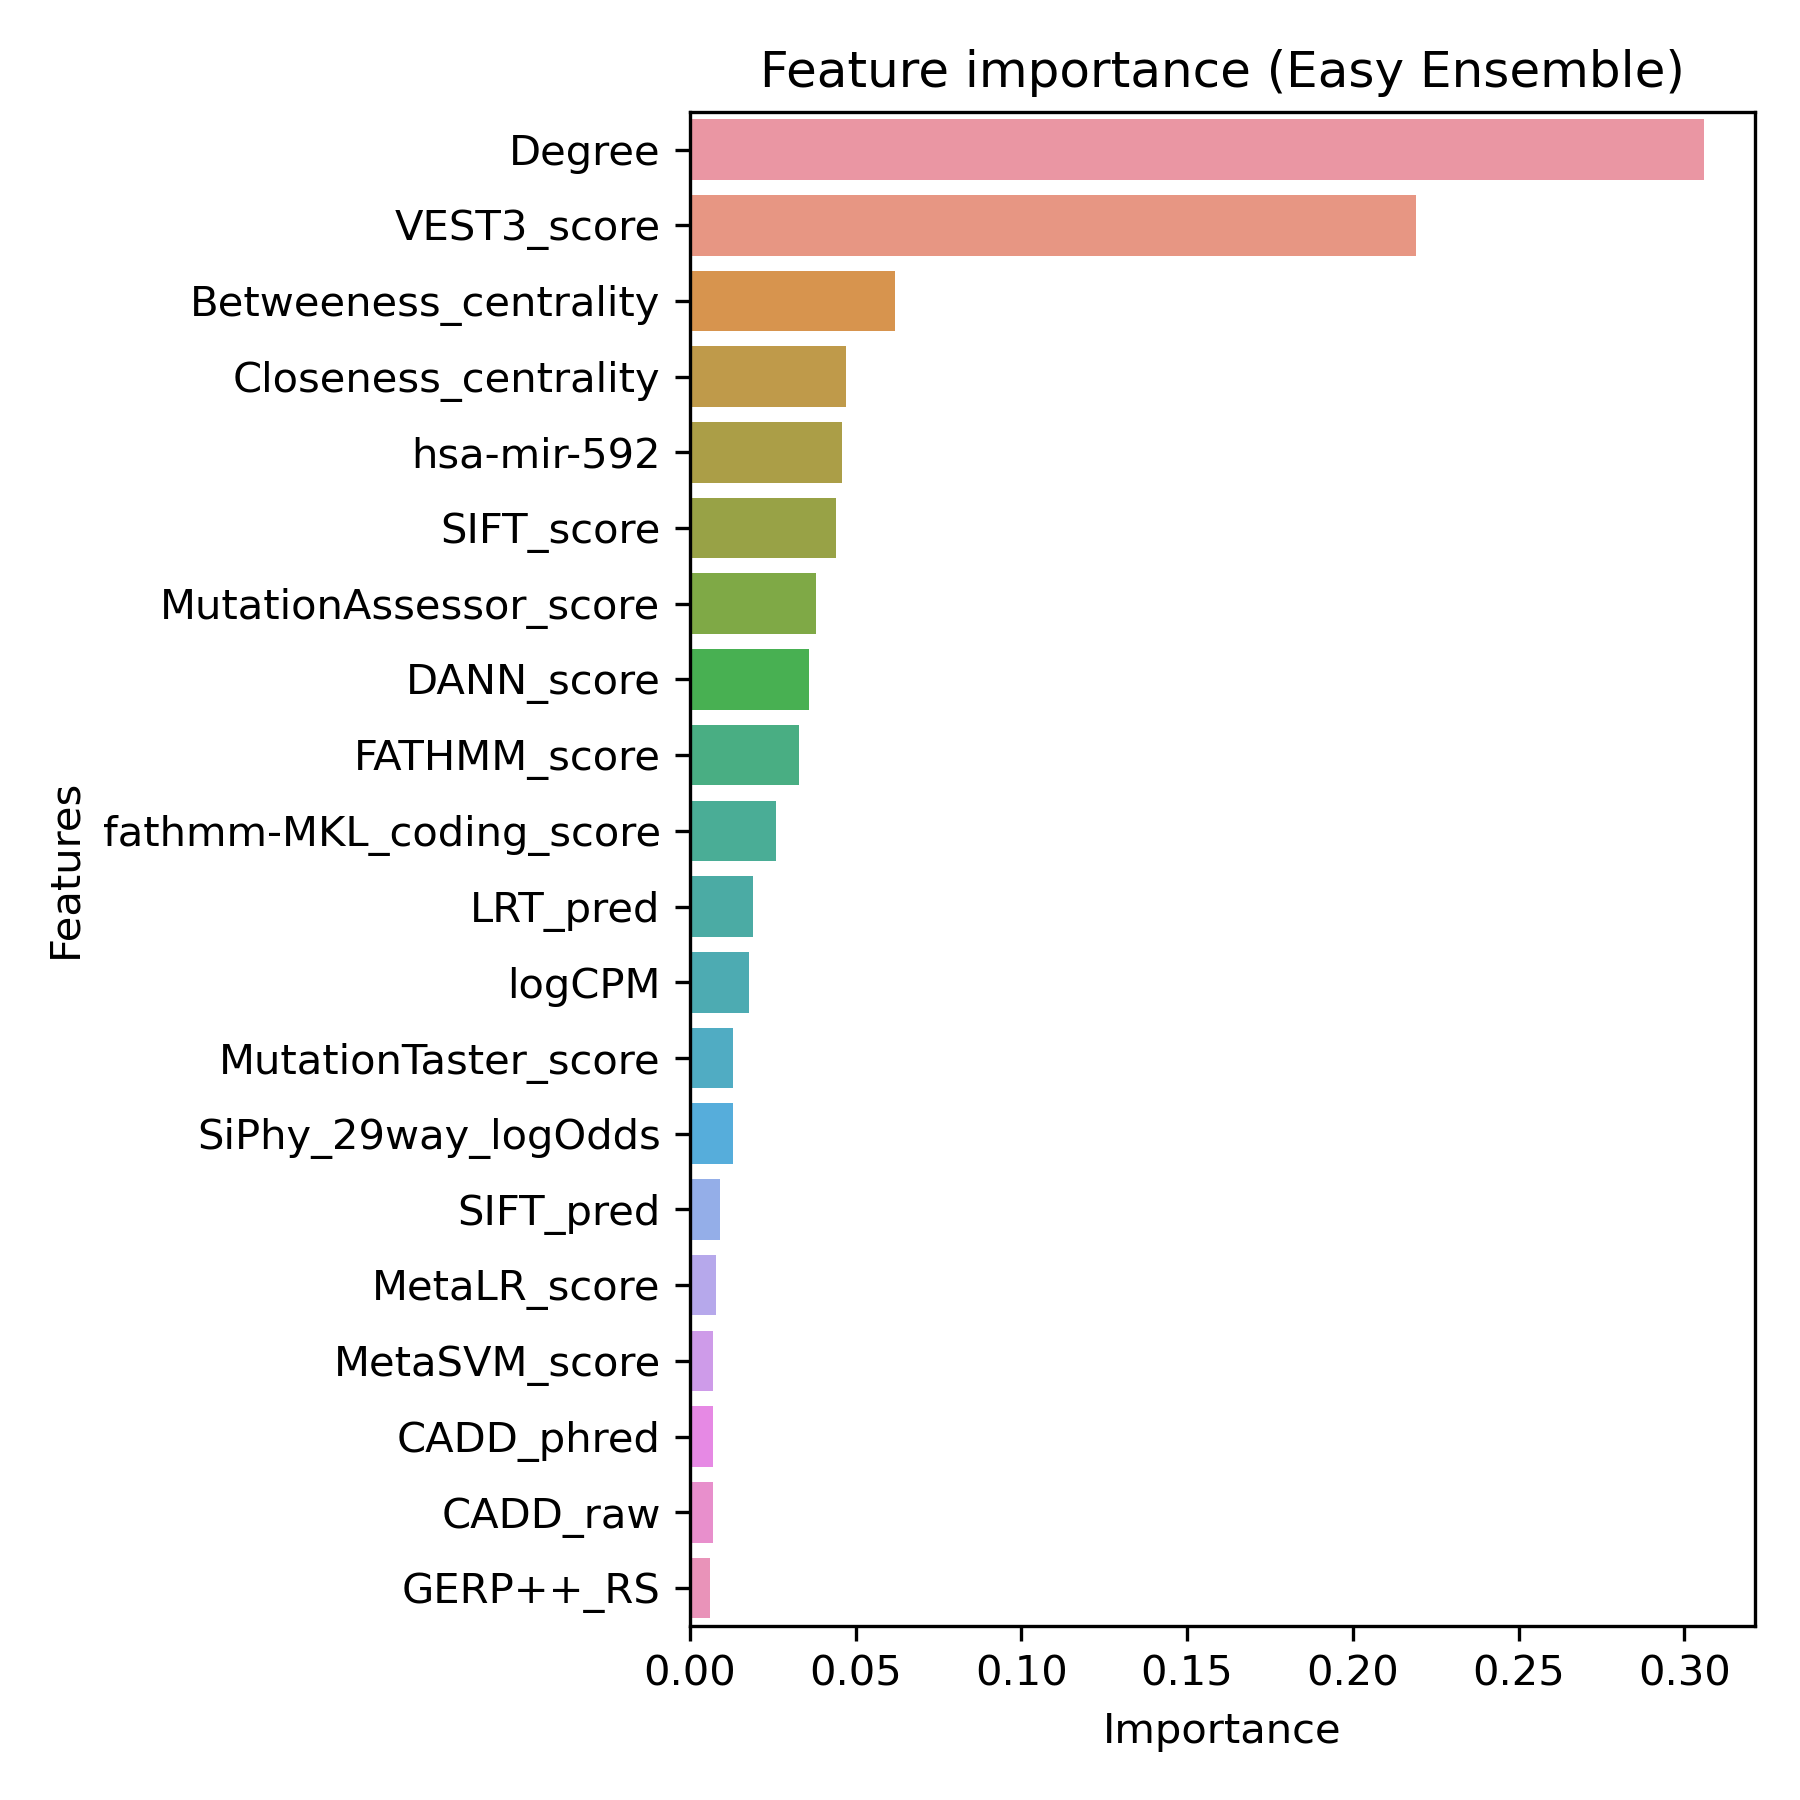 Feature importance (Easy Ensemble)
Degree
VEST3_score
Betweeness_centrality
Closeness_centrality
hsa-mir-592
SIFT_score
MutationAssessor_score
DANN_score
FATHMM_score
fathmm-MKL_coding_score
LRT_pred
logCPM
MutationTaster_score
SiPhy_29way_logOdds
SIFT_pred
MetaLR_score
MetaSVM_score
CADD_phred
CADD_raw
GERP++_RS
Features
0.00 0.05 0.10 0.15 0.20 0.25 0.30
Importance